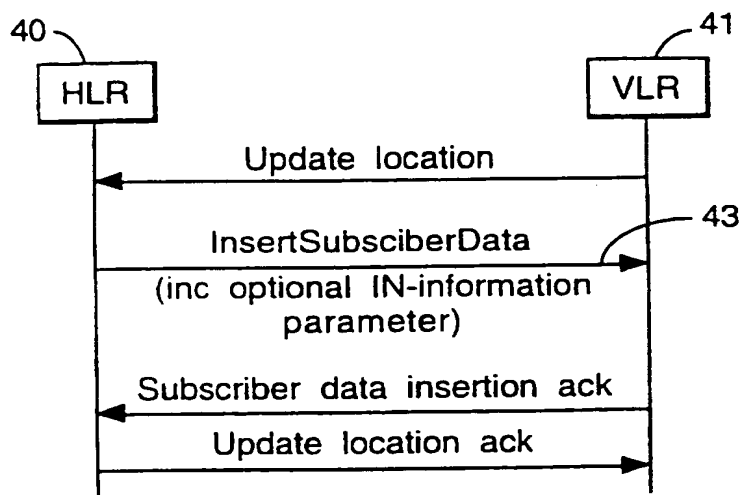 40
41
HLR
VLR
Update location
43
InsertSubsciberData
(inc optional IN-information
parameter)
Subscriber data insertion ack
Update location ack